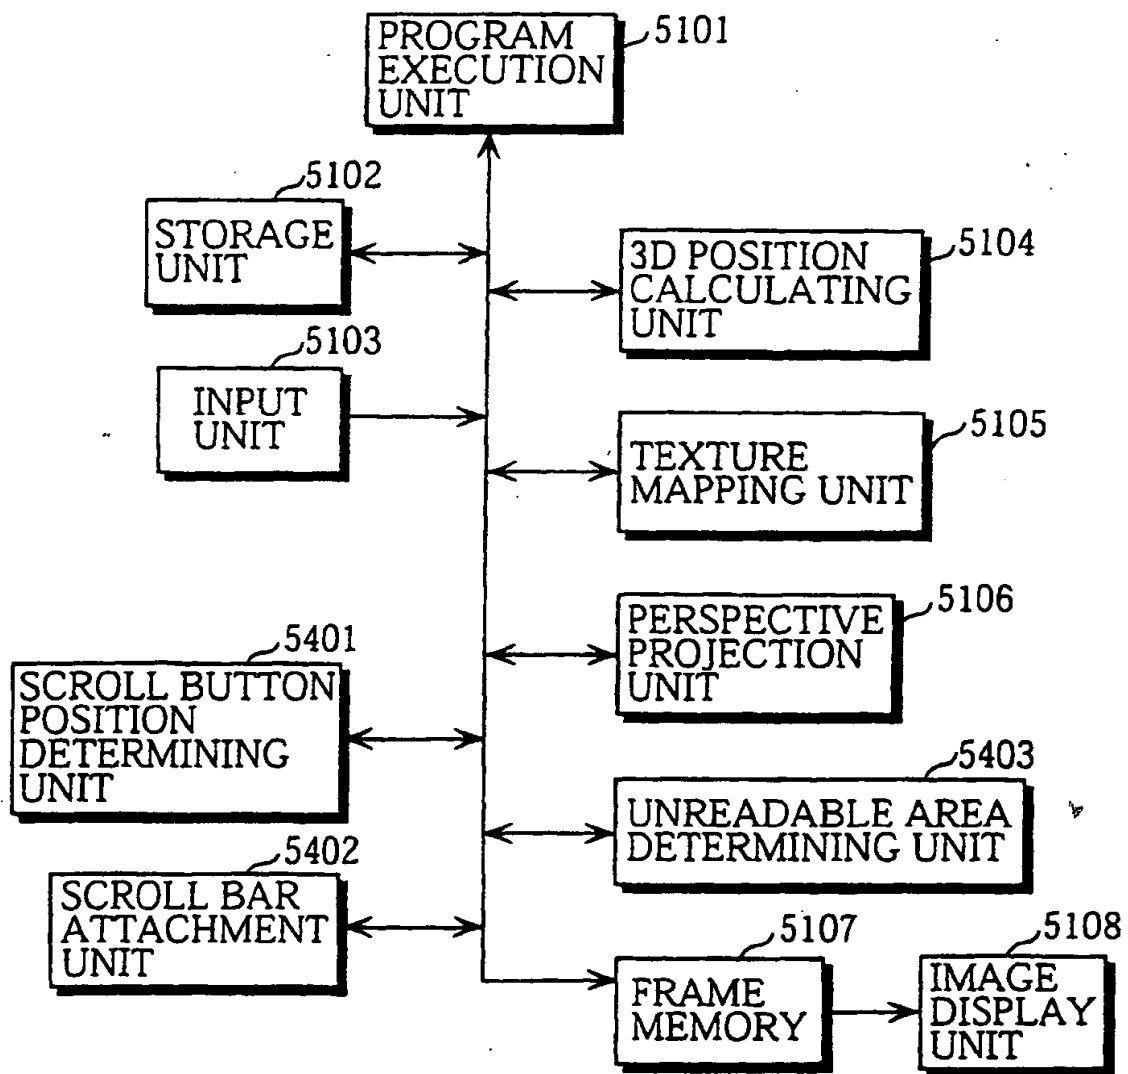 PROGRAM
EXECUTION
UNIT
5101
5102
STORAGE
UNIT
5104
3D POSITION
CALCULATING
UNIT
5103
INPUT
UNIT
5105
TEXTURE
MAPPING UNIT
5106
PERSPECTIVE
PROJECTION
UNIT
5401
SCROLL BUTTON
POSITION
DETERMINING
UNIT
5403
UNREADABLE AREA
DETERMINING UNIT
5402
SCROLL BAR
ATTACHMENT
UNIT
5107
FRAME
MEMORY
5108
IMAGE
DISPLAY
UNIT